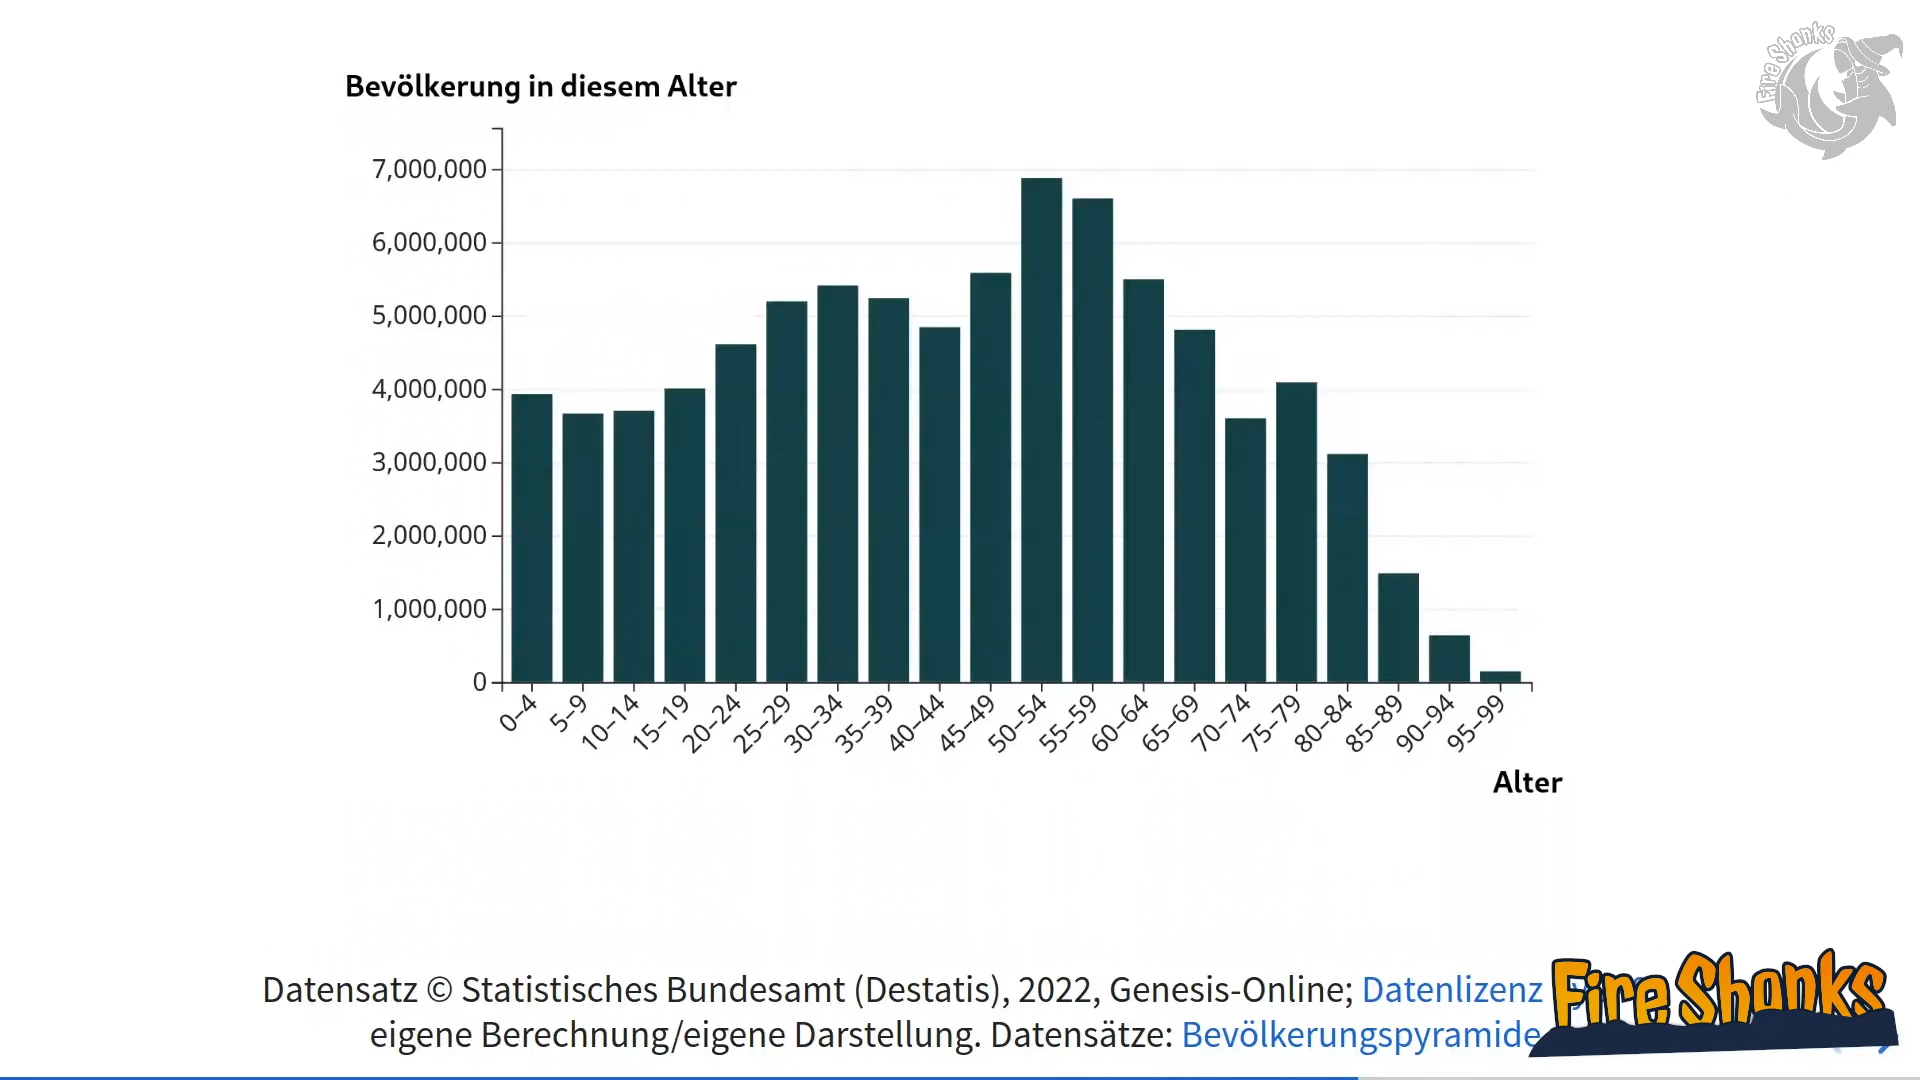 Fire Shonks
Bevölkerung in diesem Alter
7,000,000
6,000,000
5,000,000
4,000,000
3,000,000
2,000,000
1,000,000
0
0–4 5–9 10–14 15–19 20–24 25–29 30–34 35–39 40–44 45–49 50–54 55–59 60–64 65–69 70–74 75–79 80–84 85–89 90–94 95–99
Alter
Datensatz © Statistisches Bundesamt (Destatis), 2022, Genesis-Online; Datenlizenz
eigene Berechnung/eigene Darstellung. Datensätze: Bevölkerungspyramide
Fire Shonks